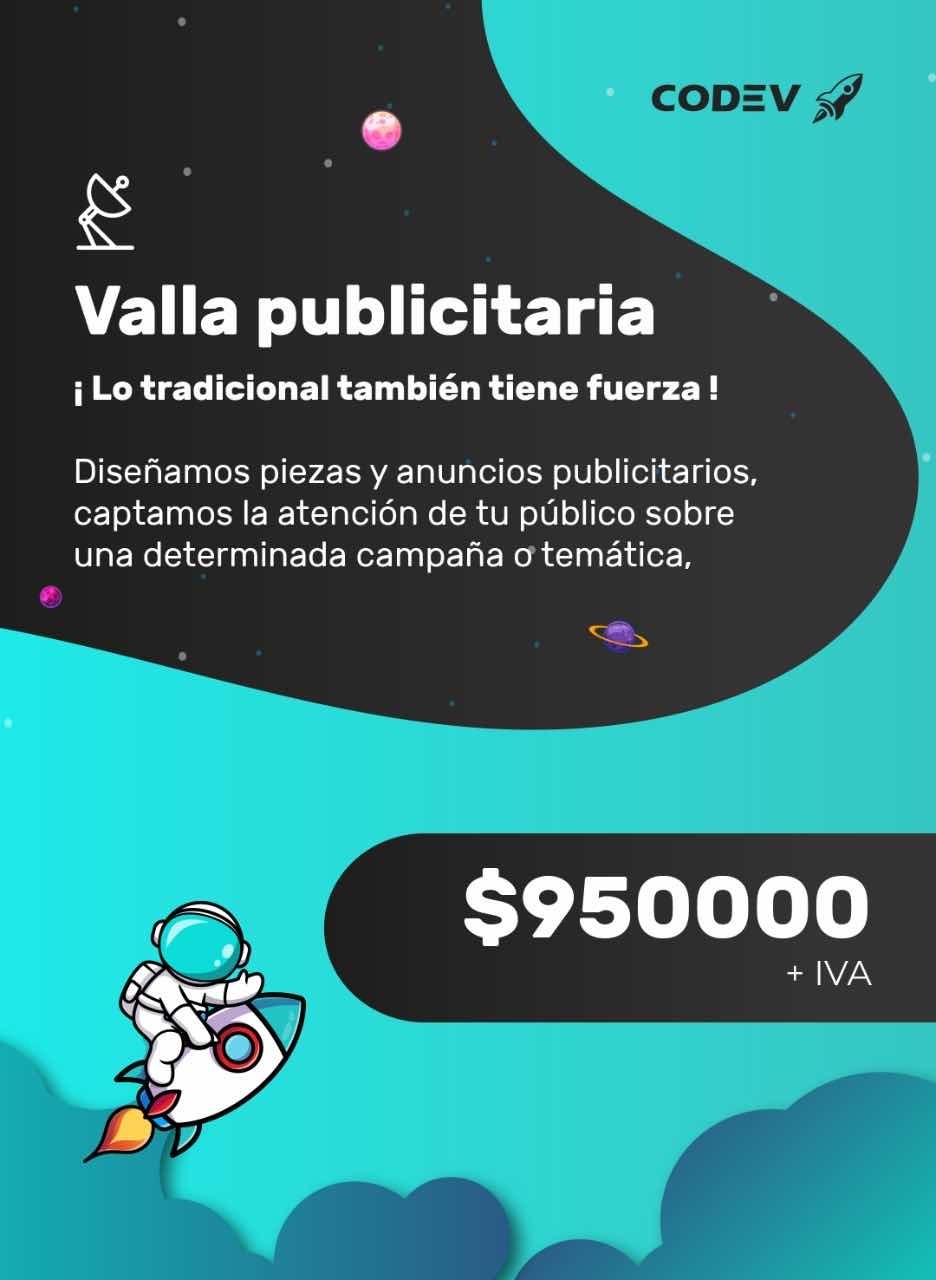 CODEV
Valla publicitaria
¡ Lo tradicional también tiene fuerza !
Diseñamos piezas y anuncios publicitarios,
captamos la atención de tu público sobre
una determinada campaña o temática,
$950000
+ IVA